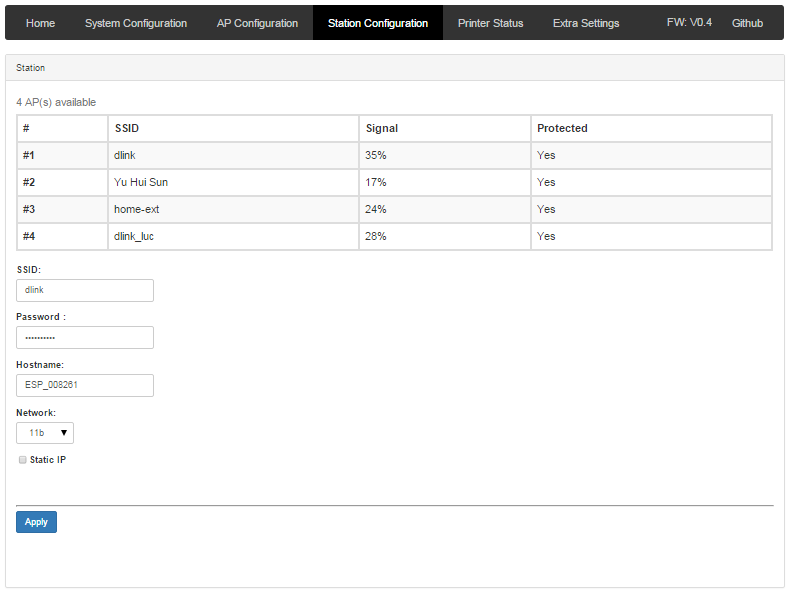 Home System Configuration AP Configuration Station Configuration Printer Status Extra Settings FW: V0.4 Github
Station
4 AP(s) available
# SSID Signal Protected
#1 dlink 35% Yes
#2 Yu Hui Sun 17% Yes
#3 home-ext 24% Yes
#4 dlink_luc 28% Yes
SSID:
dlink
Password :
••••••••••
Hostname:
ESP_008261
Network:
11b ▼
Static IP
Apply